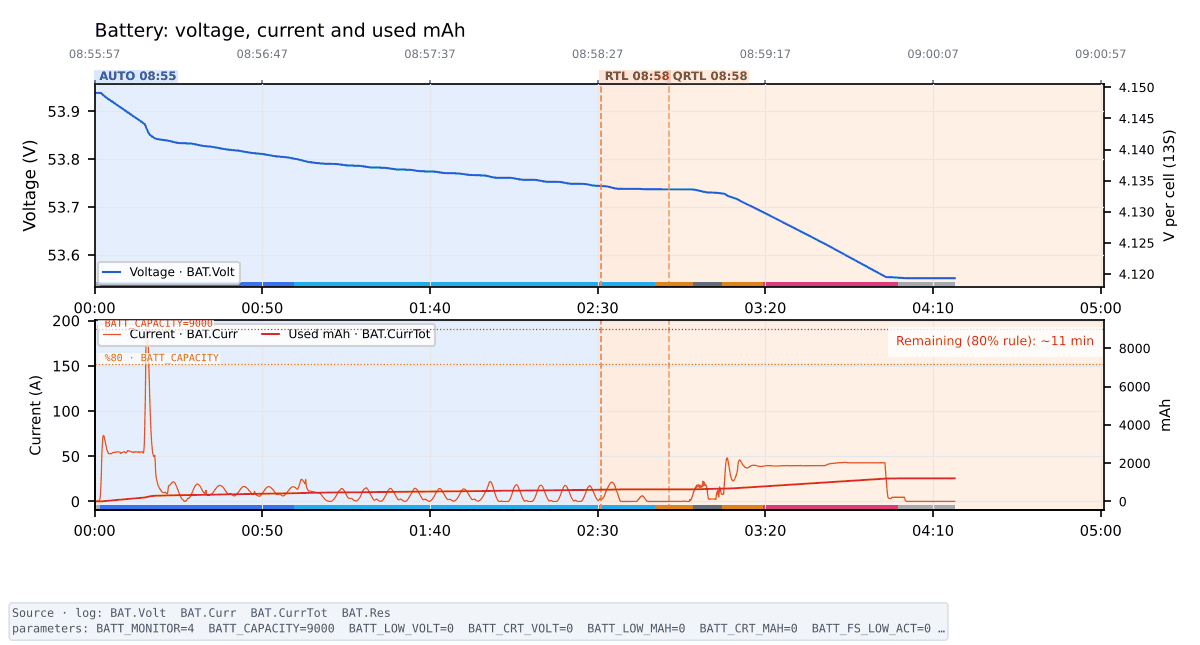 Battery: voltage, current and used mAh
08:55:57 08:56:47 08:57:37 08:58:27 08:59:17 09:00:07 09:00:57
AUTO 08:55 RTL 08:58 QRTL 08:58
Voltage (V)
53.9
53.8
53.7
53.6
4.150
4.145
4.140
4.135
4.130
4.125
4.120
V per cell (13S)
Voltage · BAT.Volt
00:00 00:50 01:40 02:30 03:20 04:10 05:00
Current (A)
200
150
100
50
0
BATT_CAPACITY=9000
Current · BAT.Curr Used mAh · BAT.CurrTot
%80 · BATT_CAPACITY
Remaining (80% rule): ~11 min
8000
6000
4000
2000
0
mAh
00:00 00:50 01:40 02:30 03:20 04:10 05:00
Source · log: BAT.Volt BAT.Curr BAT.CurrTot BAT.Res
parameters: BATT_MONITOR=4 BATT_CAPACITY=9000 BATT_LOW_VOLT=0 BATT_CRT_VOLT=0 BATT_LOW_MAH=0 BATT_CRT_MAH=0 BATT_FS_LOW_ACT=0 …